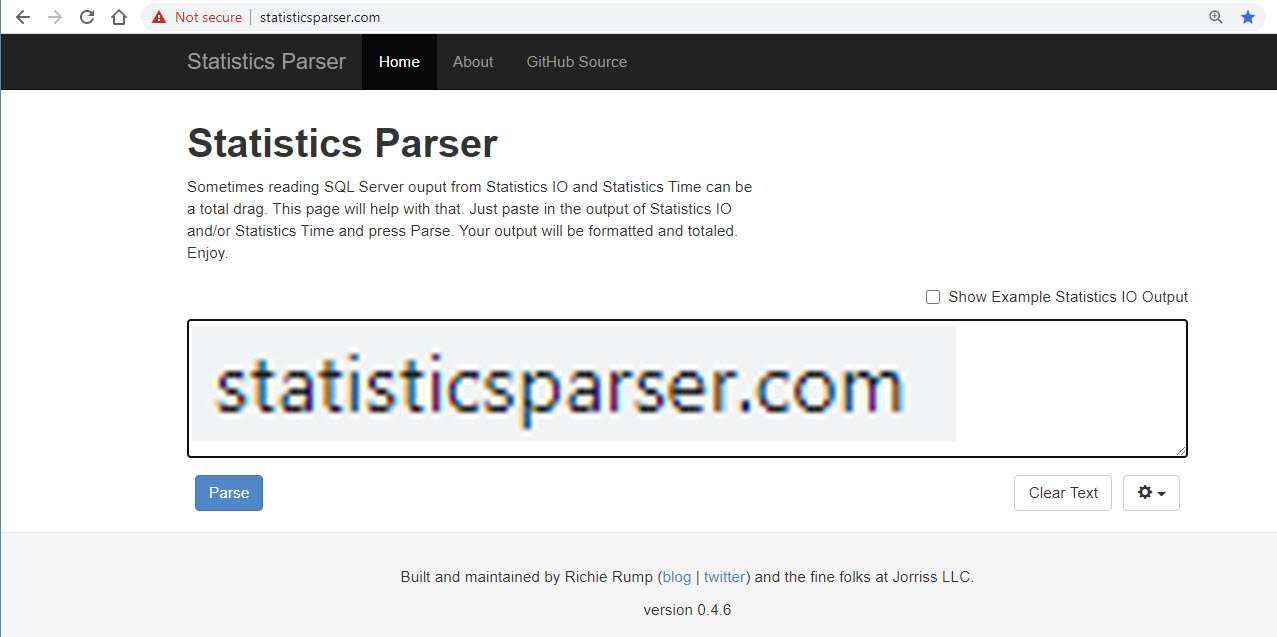 Not secure | statisticsparser.com
Statistics Parser Home About GitHub Source
Statistics Parser
Sometimes reading SQL Server ouput from Statistics IO and Statistics Time can be
a total drag. This page will help with that. Just paste in the output of Statistics IO
and/or Statistics Time and press Parse. Your output will be formatted and totaled.
Enjoy.
Show Example Statistics IO Output
statisticsparser.com
Parse Clear Text
Built and maintained by Richie Rump (blog | twitter) and the fine folks at Jorriss LLC.
version 0.4.6